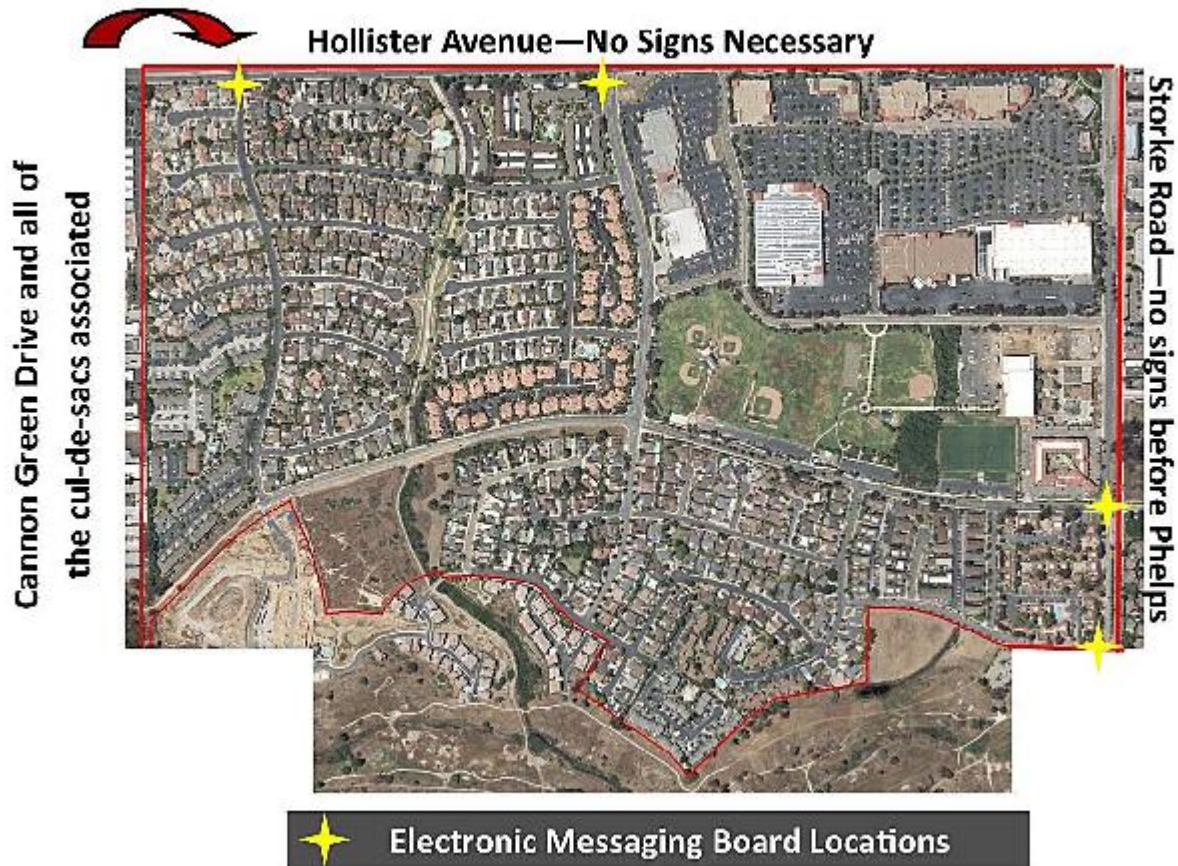 Hollister Avenue—No Signs Necessary
Cannon Green Drive and all of
the cul-de-sacs associated
Storke Road—no signs before Phelps
Electronic Messaging Board Locations